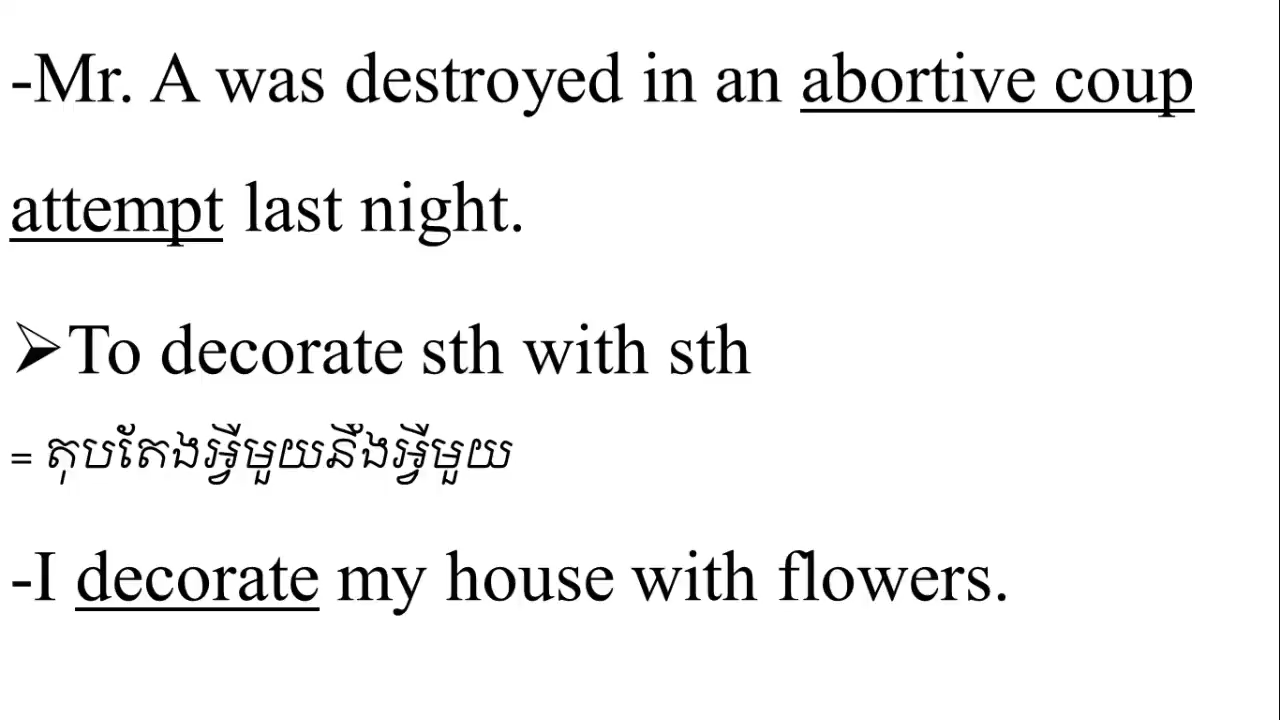 -Mr. A was destroyed in an abortive coup
attempt last night.
➢To decorate sth with sth
= តុបតែងអ្វីមួយនឹងអ្វីមួយ
-I decorate my house with flowers.